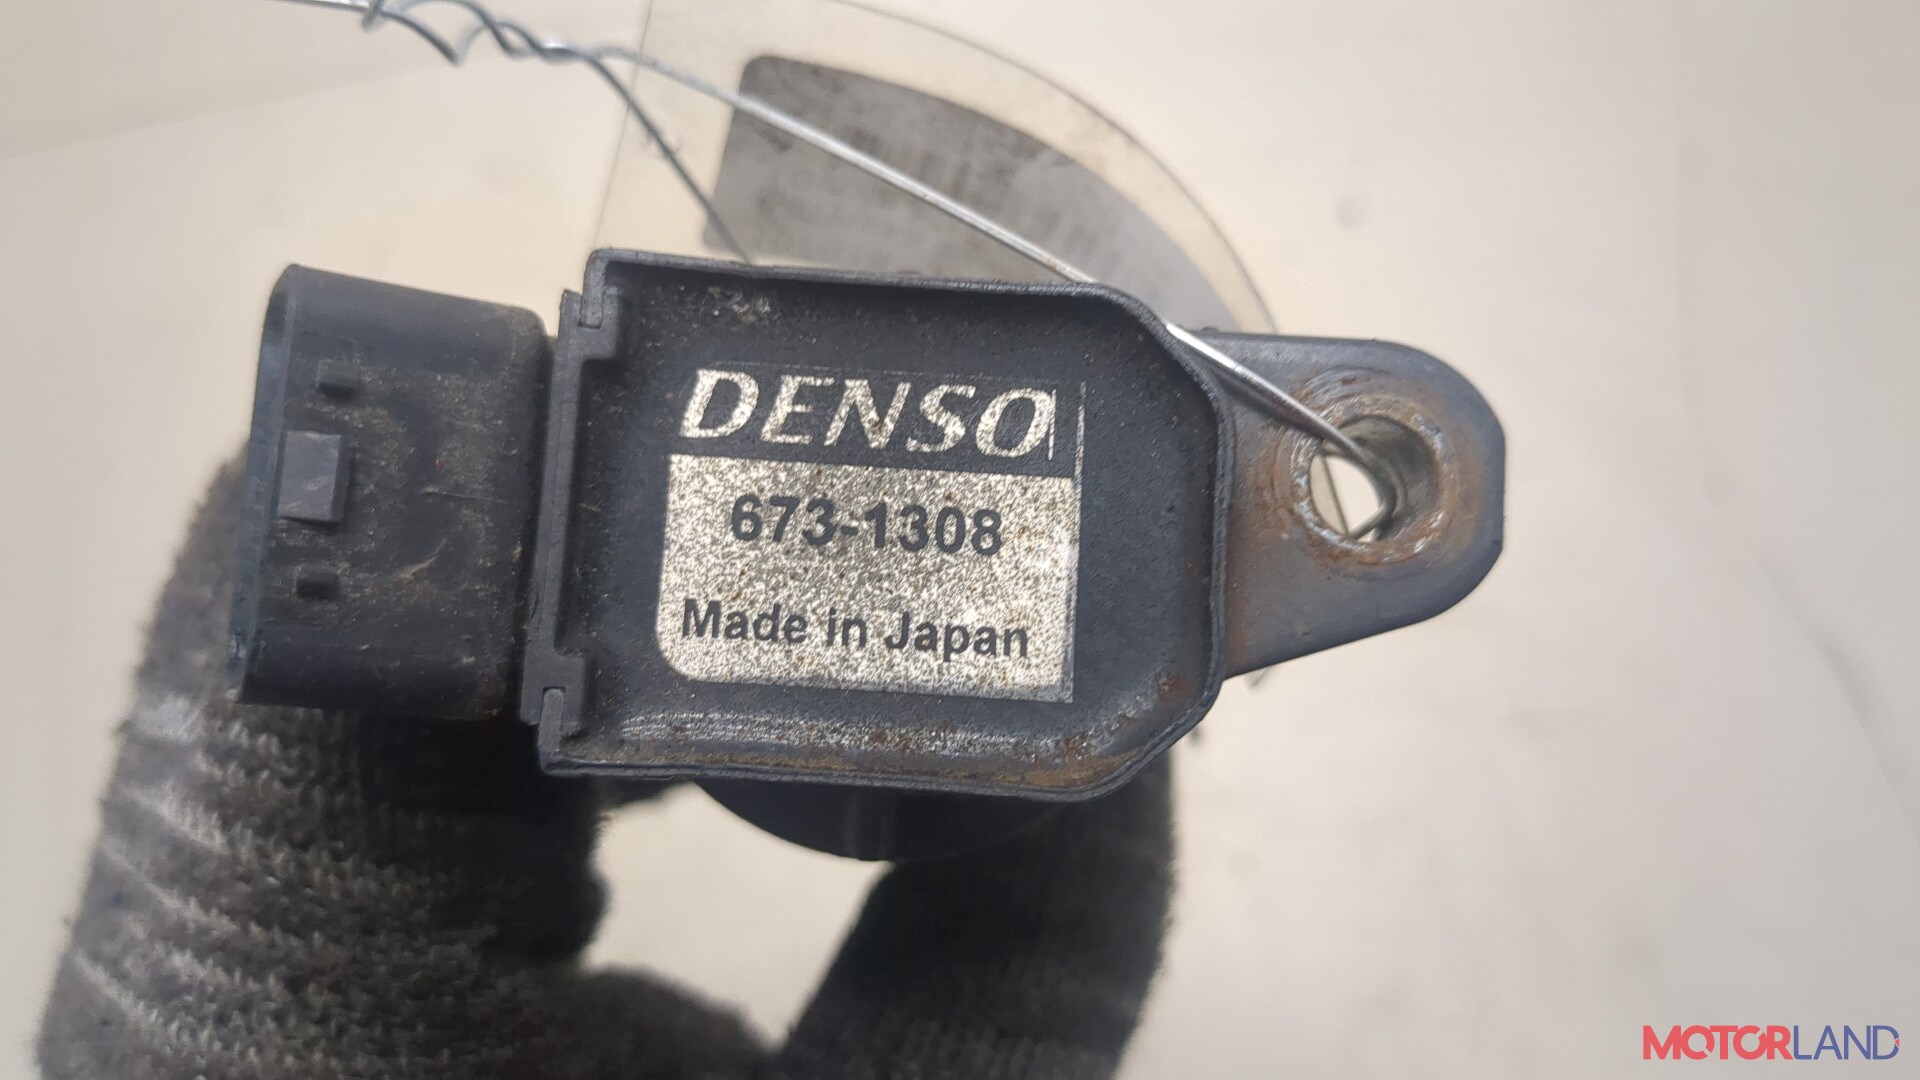 DENSO
673-1308
Made in Japan
MOTORLAND